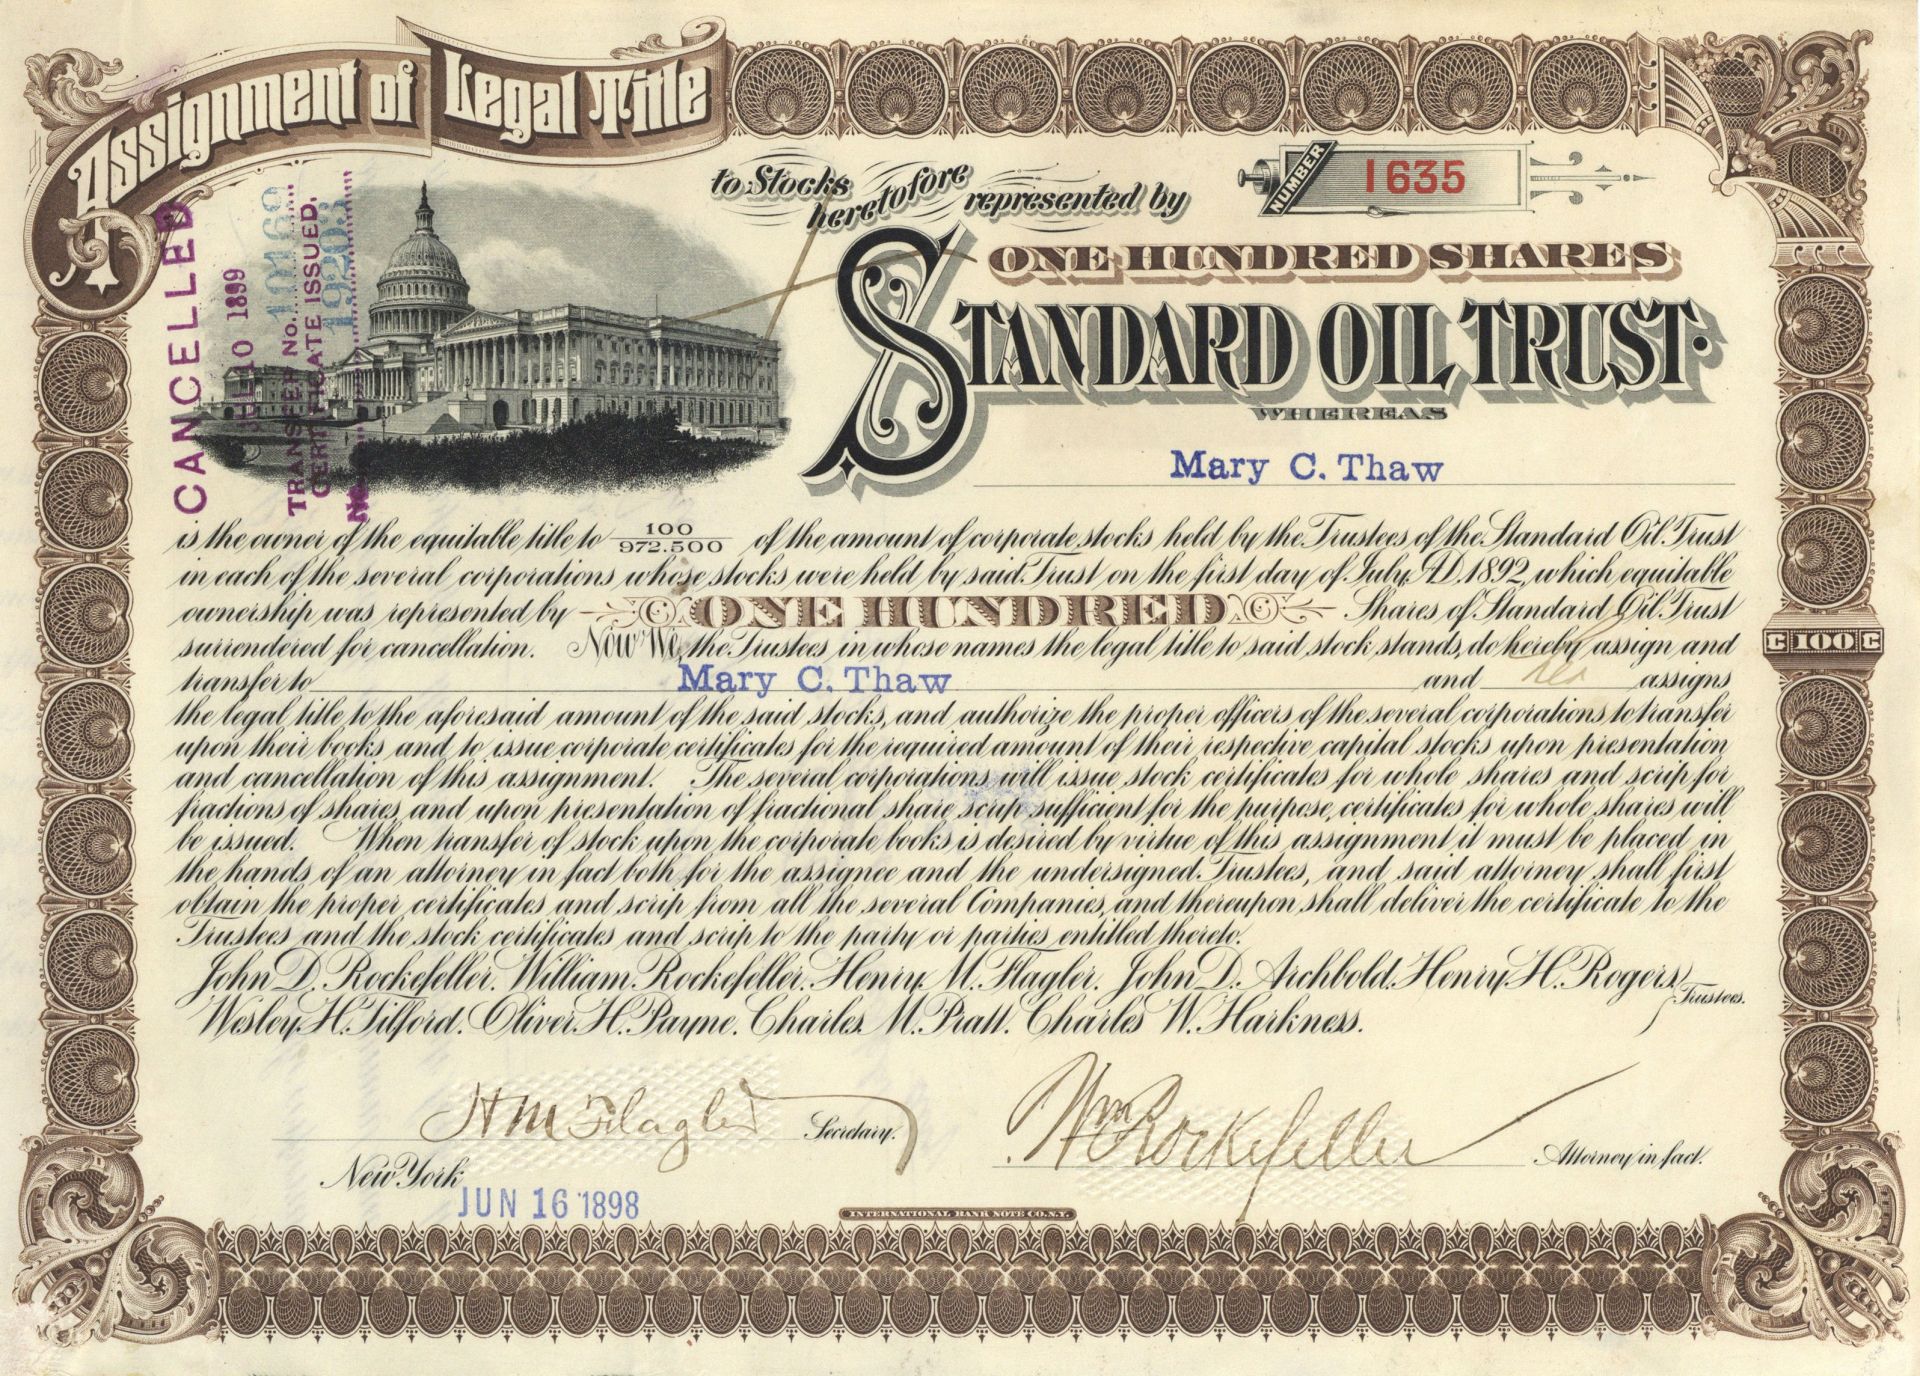 Assignment of Legal Title
to Stocks heretofore represented by
NUMBER 1635
ONE HUNDRED SHARES
STANDARD OIL TRUST.
WHEREAS
Mary C. Thaw
CANCELLED
JUL 10 1899
TRANSFER No.
CERTIFICATE ISSUED.
19203
No.
is the owner of the equitable title to 100/972.500 of the amount of corporate stocks held by the Trustees of the Standard Oil Trust
in each of the several corporations whose stocks were held by said Trust on the first day of July A.D. 1892, which equitable
ownership was represented by ONE HUNDRED Shares of Standard Oil Trust
surrendered for cancellation. Now We, the Trustees in whose names the legal title to said stock stands, do hereby assign and
transfer to Mary C. Thaw and her assigns
the legal title to the aforesaid amount of the said stocks, and authorize the proper officers of the several corporations to transfer
upon their books and to issue corporate certificates for the required amount of their respective capital stocks upon presentation
and cancellation of this assignment. The several corporations will issue stock certificates for whole shares and scrip for
fractions of shares, and upon presentation of fractional share scrip sufficient for the purpose, certificates for whole shares will
be issued. When transfer of stock upon the corporate books is desired by virtue of this assignment it must be placed in
the hands of an attorney in fact both for the assignee and the undersigned Trustees, and said attorney shall first
obtain the proper certificates and scrip from all the several Companies, and thereupon shall deliver the certificate to the
Trustees and the stock certificates and scrip to the party or parties entitled thereto.
John D. Rockefeller. William Rockefeller. Henry M. Flagler. John D. Archbold. Henry H. Rogers
Wesley H. Tilford. Oliver H. Payne. Charles M. Pratt. Charles W. Harkness.
Trustees.
C 100 C
H M Flagler Secretary.
Wm Rockefeller Attorney in fact.
New York JUN 16 1898
INTERNATIONAL BANK NOTE CO. N.Y.